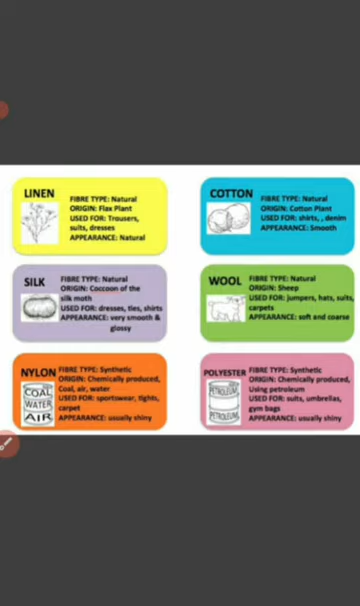 LINEN
FIBRE TYPE: Natural
ORIGIN: Flax Plant
USED FOR: Trousers,
suits, dresses
APPEARANCE: Natural
COTTON
FIBRE TYPE: Natural
ORIGIN: Cotton Plant
USED FOR: shirts, , denim
APPEARANCE: Smooth
SILK
FIBRE TYPE: Natural
ORIGIN: Coccoon of the
silk moth
USED FOR: dresses, ties, shirts
APPEARANCE: very smooth &
glossy
WOOL
FIBRE TYPE: Natural
ORIGIN: Sheep
USED FOR: jumpers, hats, suits,
carpets
APPEARANCE: soft and coarse
NYLON
FIBRE TYPE: Synthetic
ORIGIN: Chemically produced,
Coal, air, water
USED FOR: sportswear, tights,
carpet
APPEARANCE: usually shiny
COAL
WATER
AIR
POLYESTER
FIBRE TYPE: Synthetic
ORIGIN: Chemically produced,
Using petroleum
USED FOR: suits, umbrellas,
gym bags
APPEARANCE: usually shiny
PETROLEUM
PETROLEUM